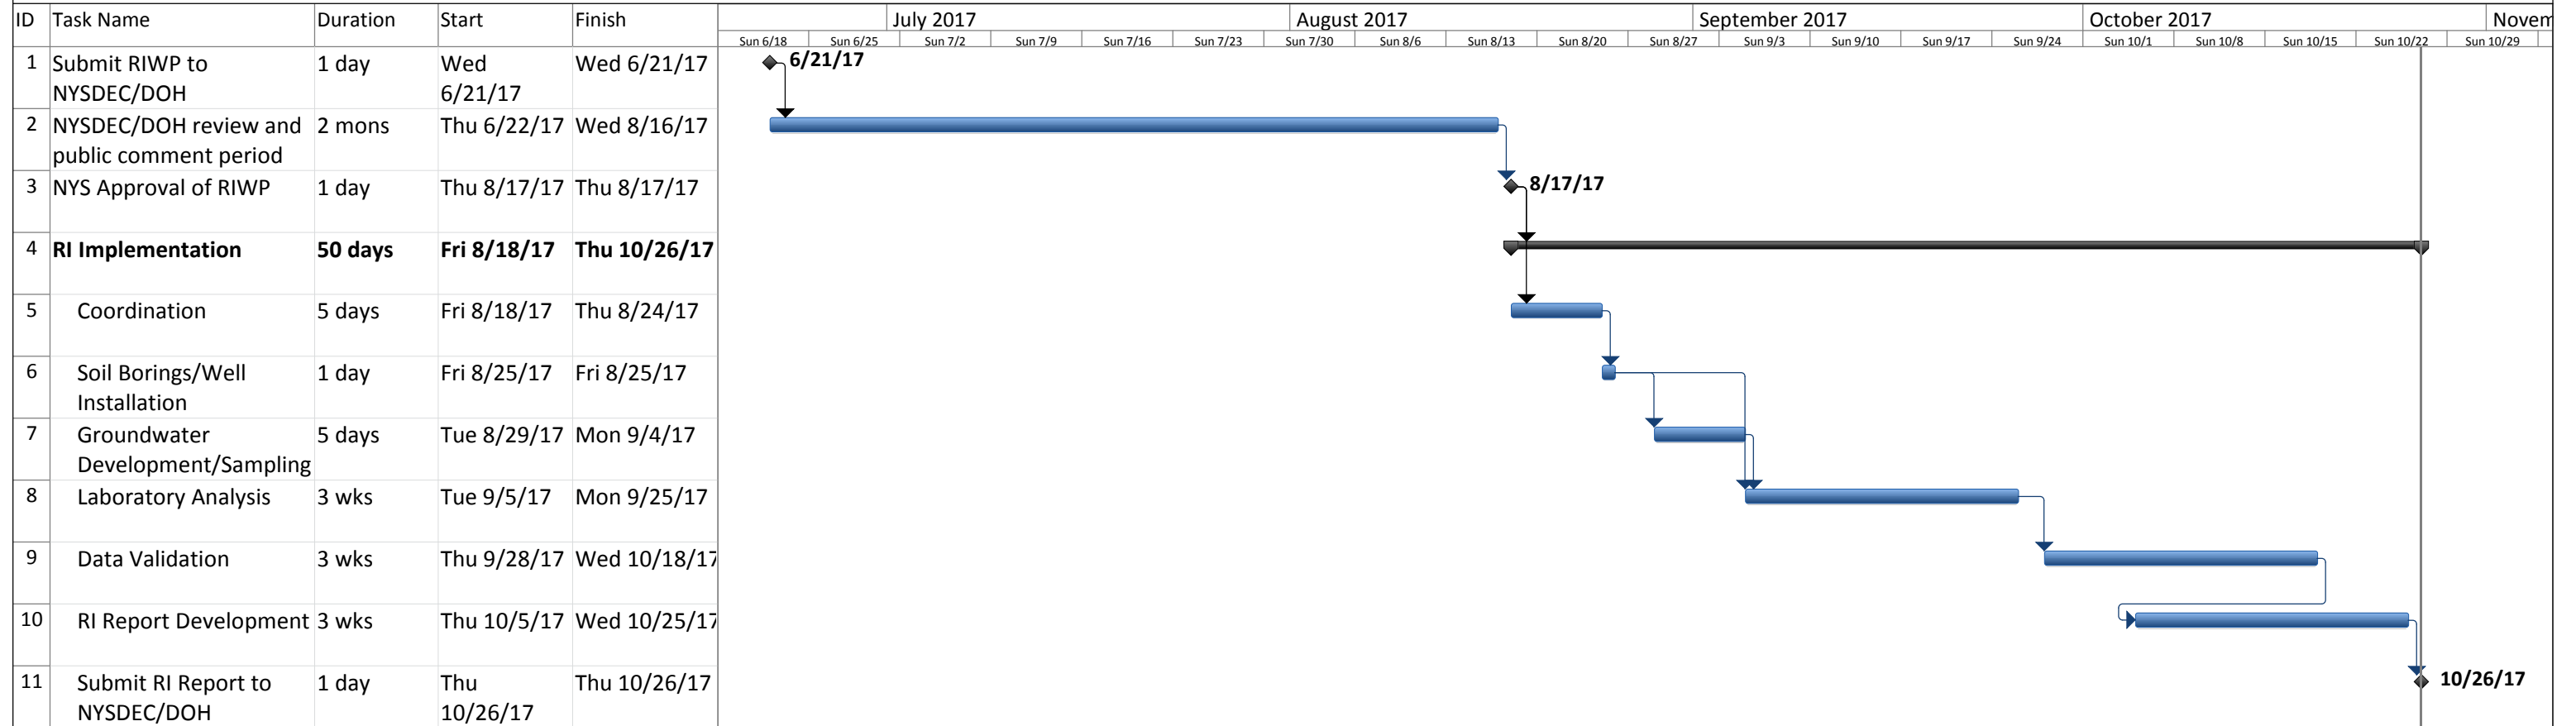 ID Task Name Duration Start Finish July 2017 August 2017 September 2017 October 2017 Novem
Sun 6/18 Sun 6/25 Sun 7/2 Sun 7/9 Sun 7/16 Sun 7/23 Sun 7/30 Sun 8/6 Sun 8/13 Sun 8/20 Sun 8/27 Sun 9/3 Sun 9/10 Sun 9/17 Sun 9/24 Sun 10/1 Sun 10/8 Sun 10/15 Sun 10/22 Sun 10/29
1 Submit RIWP to 1 day Wed Wed 6/21/17 6/21/17
NYSDEC/DOH 6/21/17
2 NYSDEC/DOH review and 2 mons Thu 6/22/17 Wed 8/16/17
public comment period
3 NYS Approval of RIWP 1 day Thu 8/17/17 Thu 8/17/17 8/17/17
4 RI Implementation 50 days Fri 8/18/17 Thu 10/26/17
5 Coordination 5 days Fri 8/18/17 Thu 8/24/17
6 Soil Borings/Well 1 day Fri 8/25/17 Fri 8/25/17
Installation
7 Groundwater 5 days Tue 8/29/17 Mon 9/4/17
Development/Sampling
8 Laboratory Analysis 3 wks Tue 9/5/17 Mon 9/25/17
9 Data Validation 3 wks Thu 9/28/17 Wed 10/18/17
10 RI Report Development 3 wks Thu 10/5/17 Wed 10/25/17
11 Submit RI Report to 1 day Thu Thu 10/26/17 10/26/17
NYSDEC/DOH 10/26/17